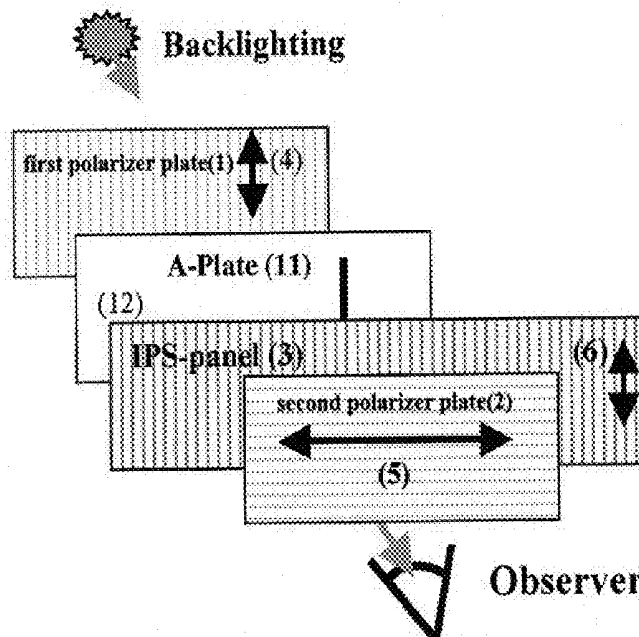 Backlighting
first polarizer plate(1) (4)
A-Plate (11)
(12)
IPS-panel (3) (6)
second polarizer plate(2)
(5)
Observer